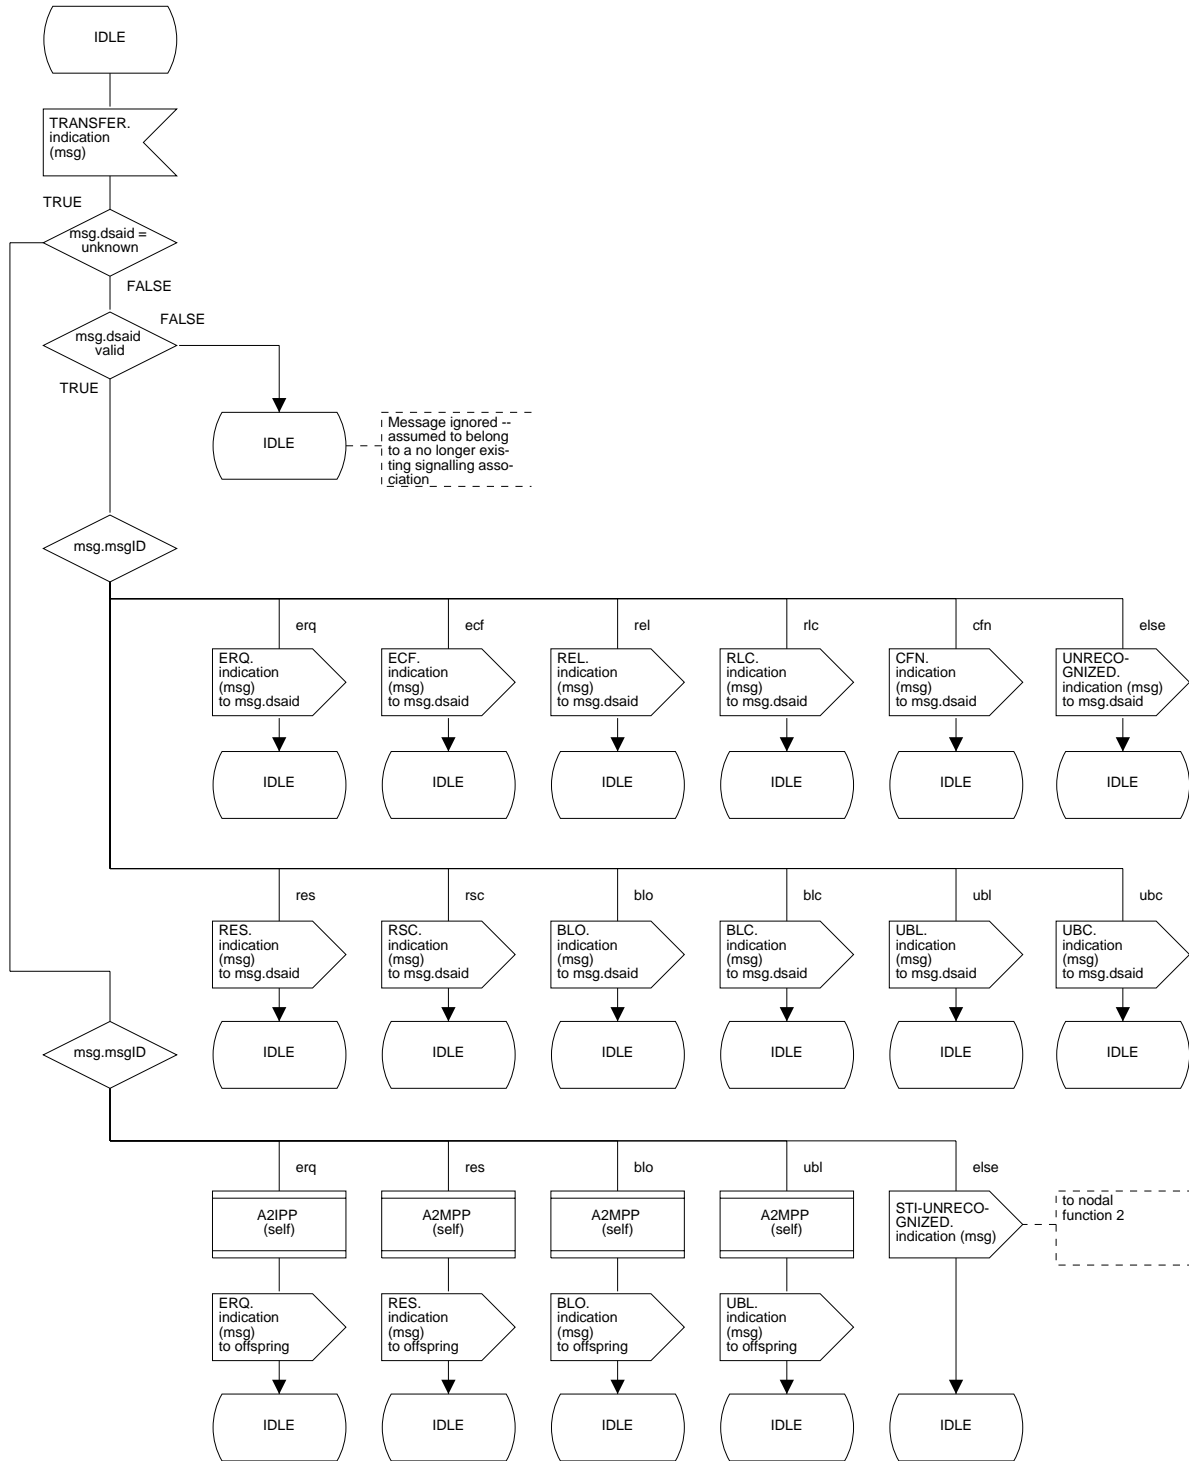 IDLE
TRANSFER.
indication
(msg)
TRUE
msg.dsaid =
unknown
FALSE
FALSE
msg.dsaid
valid
TRUE
IDLE
Message ignored --
assumed to belong
to a no longer exis-
ting signalling asso-
ciation
msg.msgID
erq
ecf
rel
rlc
cfn
else
ERQ.
indication
(msg)
to msg.dsaid
ECF.
indication
(msg)
to msg.dsaid
REL.
indication
(msg)
to msg.dsaid
RLC.
indication
(msg)
to msg.dsaid
CFN.
indication
(msg)
to msg.dsaid
UNRECO-
GNIZED.
indication (msg)
to msg.dsaid
IDLE
IDLE
IDLE
IDLE
IDLE
IDLE
res
rsc
blo
blc
ubl
ubc
RES.
indication
(msg)
to msg.dsaid
RSC.
indication
(msg)
to msg.dsaid
BLO.
indication
(msg)
to msg.dsaid
BLC.
indication
(msg)
to msg.dsaid
UBL.
indication
(msg)
to msg.dsaid
UBC.
indication
(msg)
to msg.dsaid
msg.msgID
IDLE
IDLE
IDLE
IDLE
IDLE
IDLE
erq
res
blo
ubl
else
A2IPP
(self)
A2MPP
(self)
A2MPP
(self)
A2MPP
(self)
STI-UNRECO-
GNIZED.
indication (msg)
to nodal
function 2
ERQ.
indication
(msg)
to offspring
RES.
indication
(msg)
to offspring
BLO.
indication
(msg)
to offspring
UBL.
indication
(msg)
to offspring
IDLE
IDLE
IDLE
IDLE
IDLE